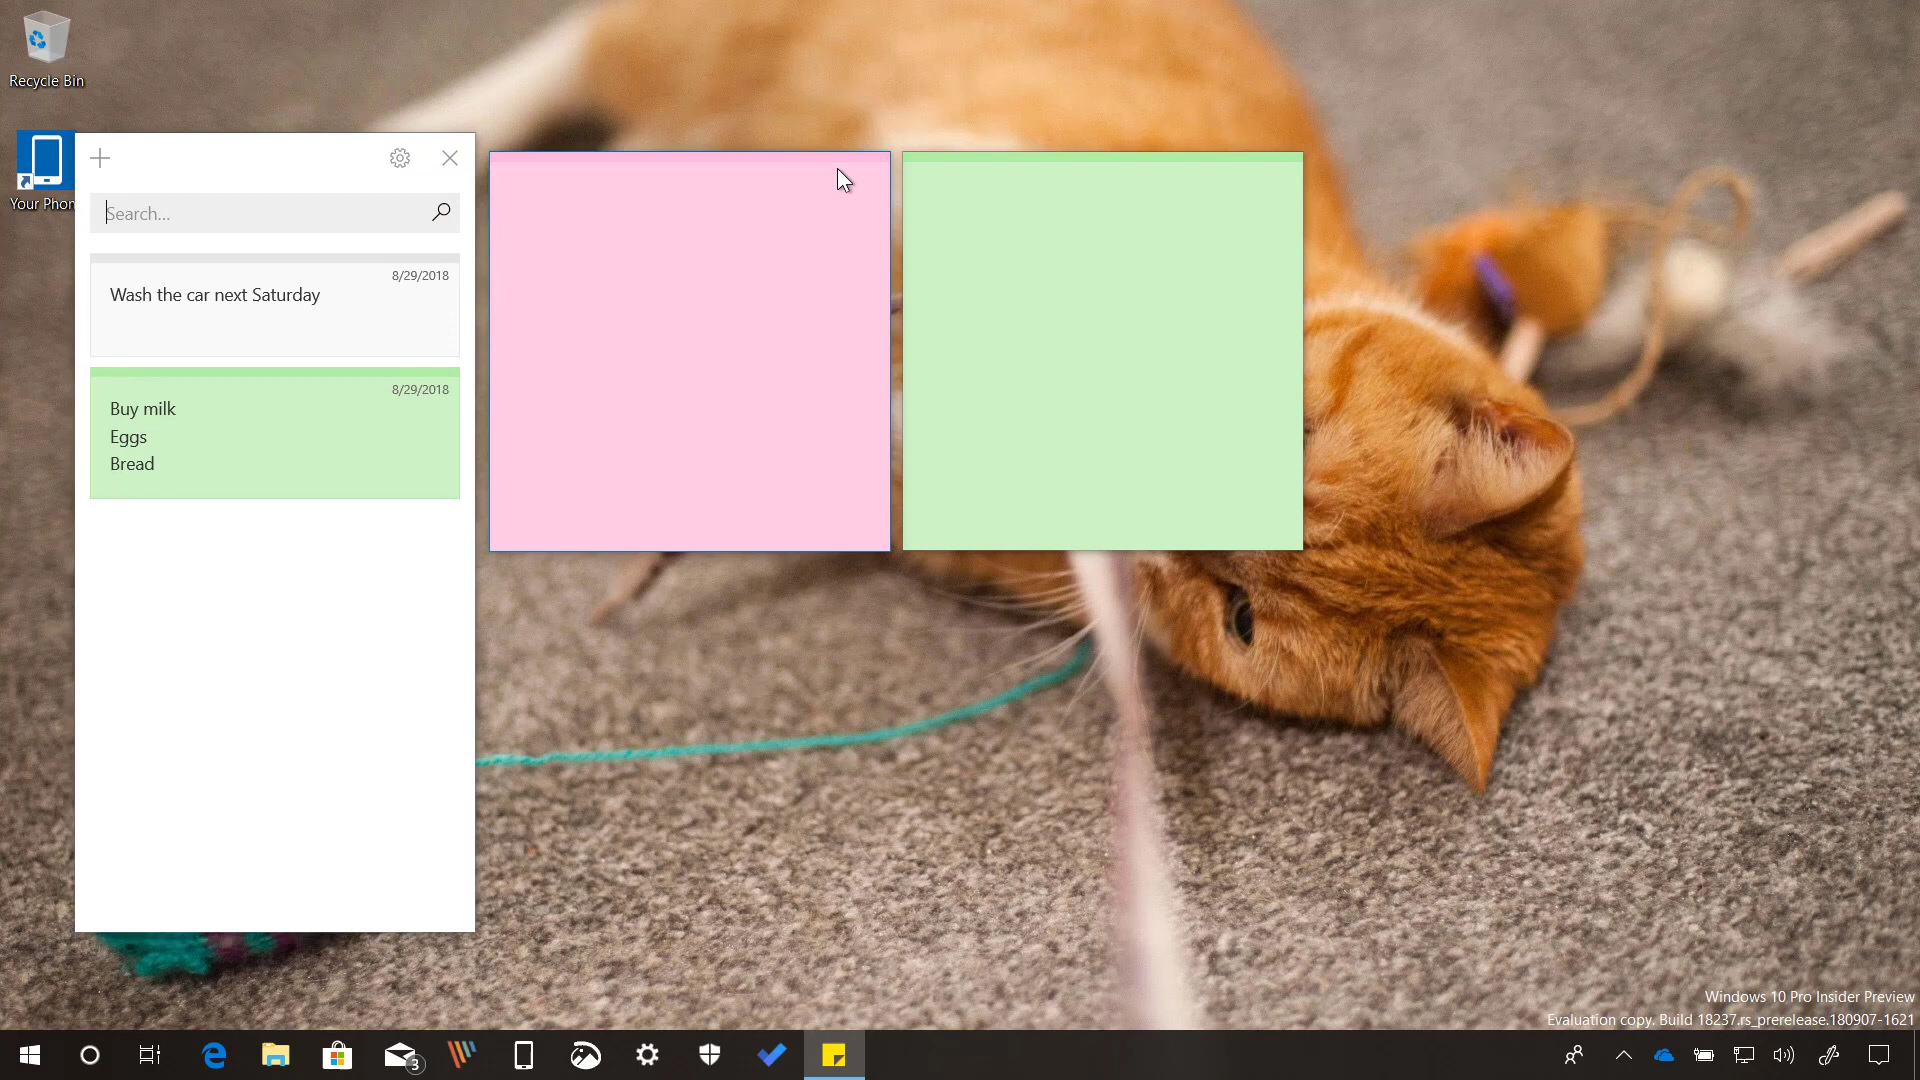 Recycle Bin
Your Phon
Search...
8/29/2018
Wash the car next Saturday
8/29/2018
Buy milk
Eggs
Bread
Windows 10 Pro Insider Preview
Evaluation copy. Build 18237.rs_prerelease.180907-1621
3